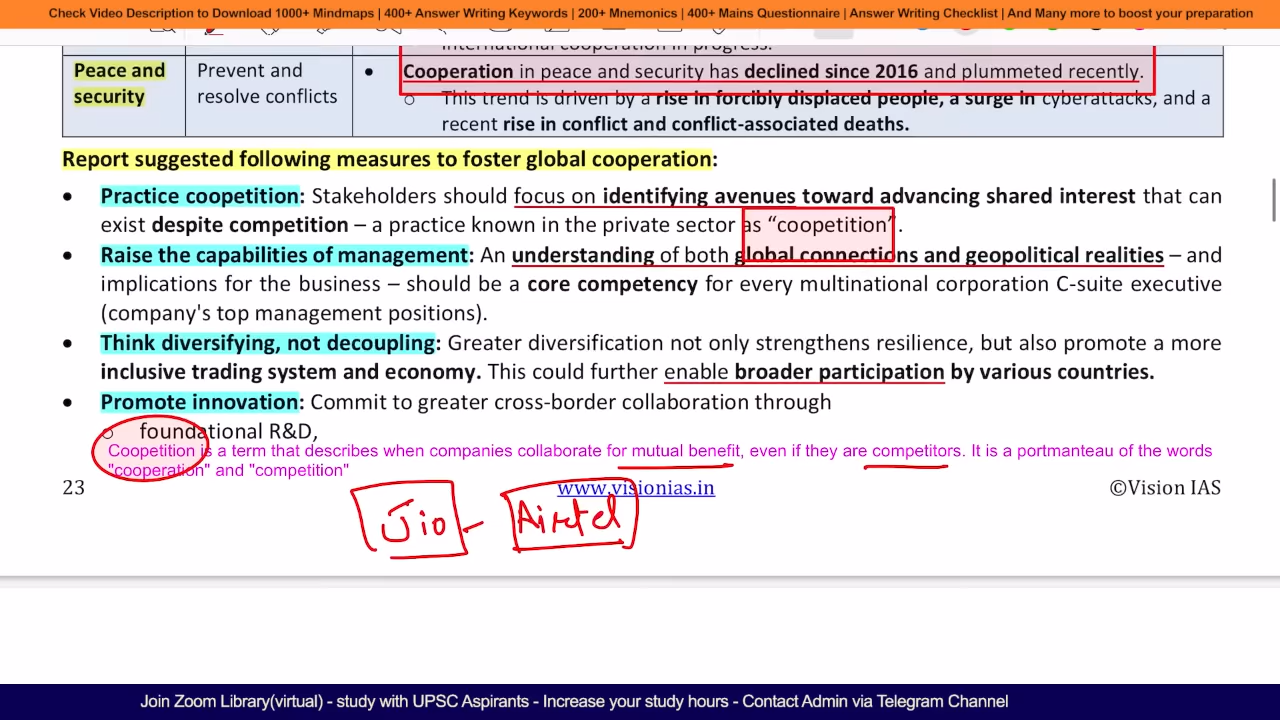 Check Video Description to Download 1000+ Mindmaps | 400+ Answer Writing Keywords | 200+ Mnemonics | 400+ Mains Questionnaire | Answer Writing Checklist | And Many more to boost your preparation
international cooperation in progress.
Peace and security
Prevent and resolve conflicts
• Cooperation in peace and security has declined since 2016 and plummeted recently.
○ This trend is driven by a rise in forcibly displaced people, a surge in cyberattacks, and a
recent rise in conflict and conflict-associated deaths.
Report suggested following measures to foster global cooperation:
• Practice coopetition: Stakeholders should focus on identifying avenues toward advancing shared interest that can
exist despite competition – a practice known in the private sector as “coopetition”.
• Raise the capabilities of management: An understanding of both global connections and geopolitical realities – and
implications for the business – should be a core competency for every multinational corporation C-suite executive
(company's top management positions).
• Think diversifying, not decoupling: Greater diversification not only strengthens resilience, but also promote a more
inclusive trading system and economy. This could further enable broader participation by various countries.
• Promote innovation: Commit to greater cross-border collaboration through
○ foundational R&D,
Coopetition is a term that describes when companies collaborate for mutual benefit, even if they are competitors. It is a portmanteau of the words
"cooperation" and "competition"
23 www.visionias.in ©Vision IAS
Jio - Airtel
Join Zoom Library(virtual) - study with UPSC Aspirants - Increase your study hours - Contact Admin via Telegram Channel